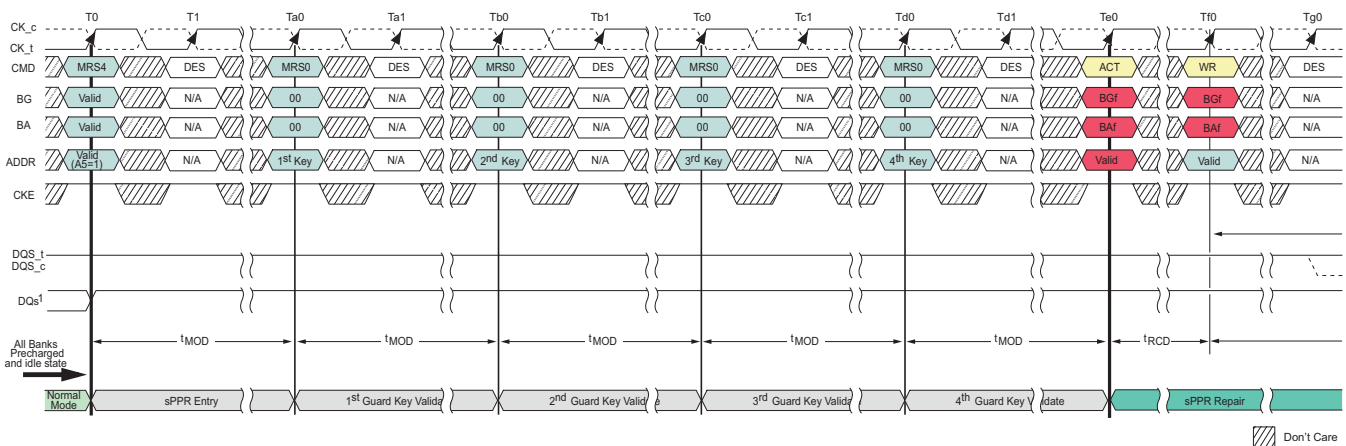 T0 T1 Ta0 Ta1 Tb0 Tb1 Tc0 Tc1 Td0 Td1 Te0 Tf0 Tg0
CK_c
CK_t
CMD MRS4 DES MRS0 DES MRS0 DES MRS0 DES MRS0 DES ACT WR DES
BG Valid N/A 00 N/A 00 N/A 00 N/A 00 N/A BGf BGf N/A
BA Valid N/A 00 N/A 00 N/A 00 N/A 00 N/A BAf BAf N/A
ADDR Valid (A5=1) N/A 1st Key N/A 2nd Key N/A 3rd Key N/A 4th Key N/A Valid Valid N/A
CKE
DQS_t
DQS_c
DQs1
All Banks
Precharged
and idle state
tMOD tMOD tMOD tMOD tMOD tRCD
Normal
Mode
sPPR Entry 1st Guard Key Valida 2nd Guard Key Valid e 3rd Guard Key Valida 4th Guard Key V idate sPPR Repair
Don't Care